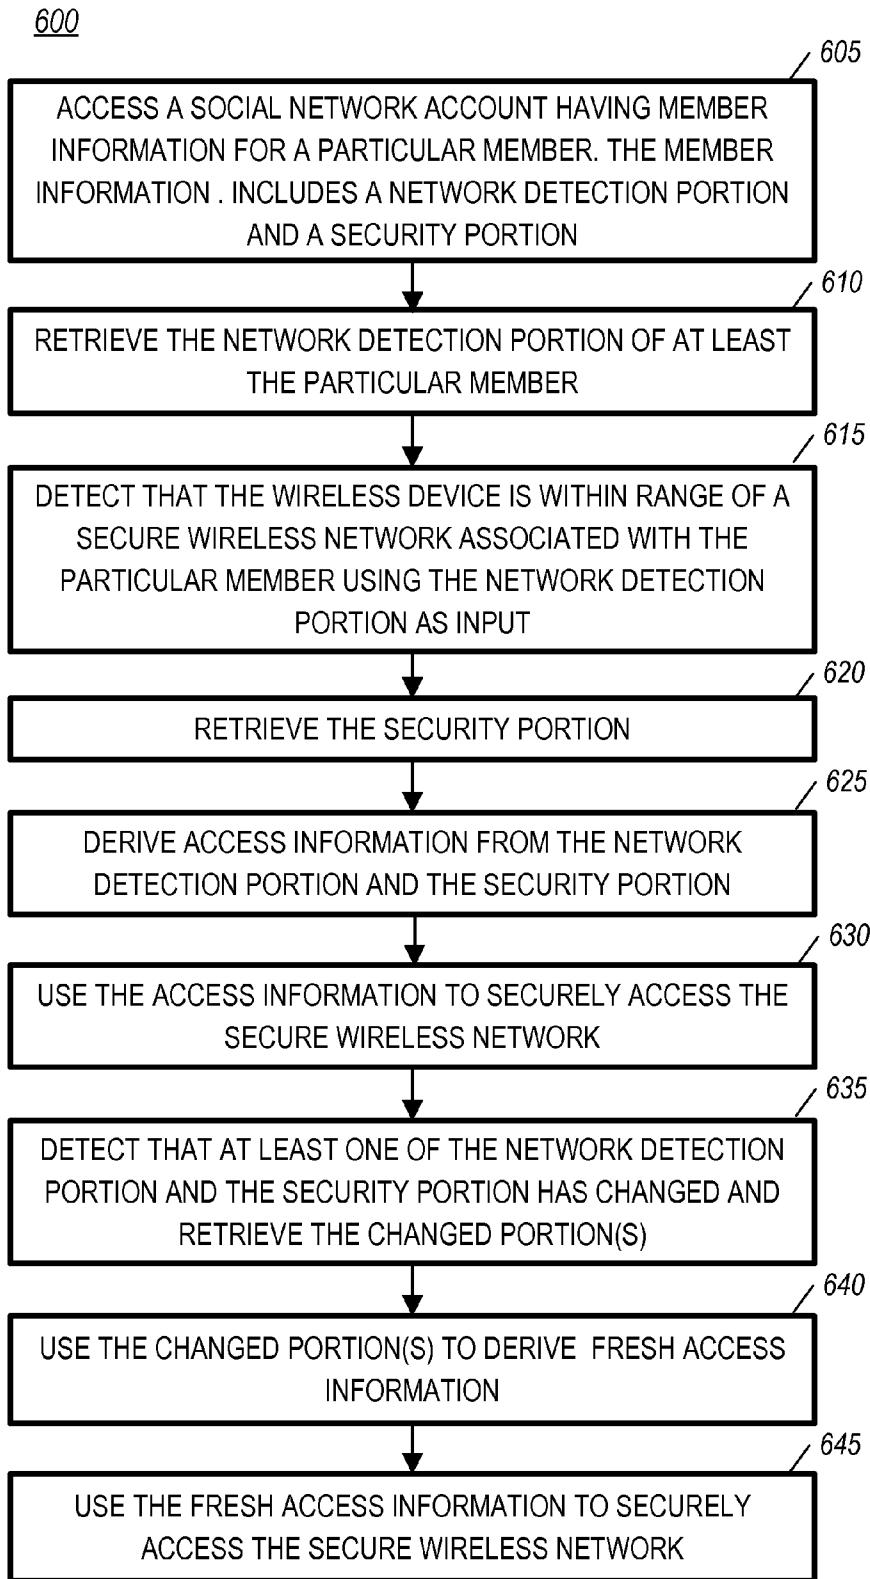 600
605
ACCESS A SOCIAL NETWORK ACCOUNT HAVING MEMBER
INFORMATION FOR A PARTICULAR MEMBER. THE MEMBER
INFORMATION . INCLUDES A NETWORK DETECTION PORTION
AND A SECURITY PORTION
610
RETRIEVE THE NETWORK DETECTION PORTION OF AT LEAST
THE PARTICULAR MEMBER
615
DETECT THAT THE WIRELESS DEVICE IS WITHIN RANGE OF A
SECURE WIRELESS NETWORK ASSOCIATED WITH THE
PARTICULAR MEMBER USING THE NETWORK DETECTION
PORTION AS INPUT
620
RETRIEVE THE SECURITY PORTION
625
DERIVE ACCESS INFORMATION FROM THE NETWORK
DETECTION PORTION AND THE SECURITY PORTION
630
USE THE ACCESS INFORMATION TO SECURELY ACCESS THE
SECURE WIRELESS NETWORK
635
DETECT THAT AT LEAST ONE OF THE NETWORK DETECTION
PORTION AND THE SECURITY PORTION HAS CHANGED AND
RETRIEVE THE CHANGED PORTION(S)
640
USE THE CHANGED PORTION(S) TO DERIVE FRESH ACCESS
INFORMATION
645
USE THE FRESH ACCESS INFORMATION TO SECURELY
ACCESS THE SECURE WIRELESS NETWORK